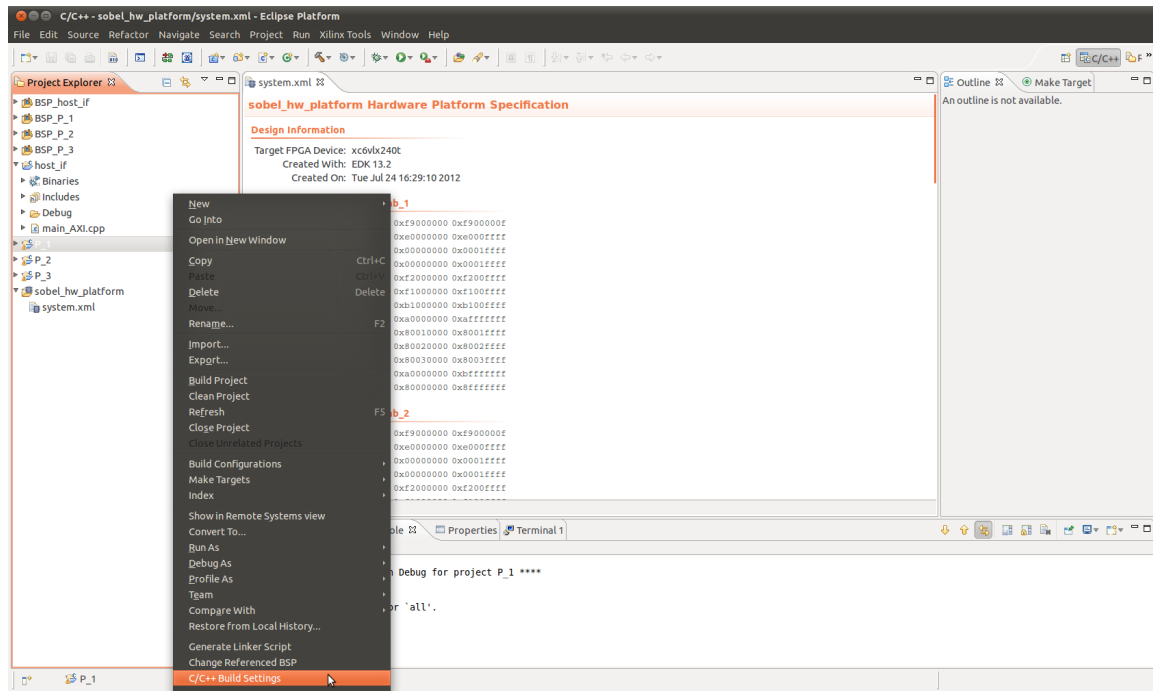 C/C++ - sobel_hw_platform/system.xml - Eclipse Platform
File Edit Source Refactor Navigate Search Project Run Xilinx Tools Window Help
C/C++
Project Explorer
BSP_host_if
BSP_P_1
BSP_P_2
BSP_P_3
host_if
Binaries
Includes
Debug
main_AXI.cpp
P_1
P_2
P_3
sobel_hw_platform
system.xml
system.xml
sobel_hw_platform Hardware Platform Specification
Design Information
Target FPGA Device: xc6vlx240t
Created With: EDK 13.2
Created On: Tue Jul 24 16:29:10 2012
b_1
0xf9000000 0xf900000f
0xe0000000 0xe000ffff
0x00000000 0x0001ffff
0x00000000 0x0001ffff
0xf2000000 0xf200ffff
0xf1000000 0xf100ffff
0xb1000000 0xb100ffff
0xa0000000 0xafffffff
0x80010000 0x8001ffff
0x80020000 0x8002ffff
0x80030000 0x8003ffff
0xa0000000 0xbfffffff
0x80000000 0x8fffffff
b_2
0xf9000000 0xf900000f
0xe0000000 0xe000ffff
0x00000000 0x0001ffff
0x00000000 0x0001ffff
0xf2000000 0xf200ffff
New
Go Into
Open in New Window
Copy Ctrl+C
Paste Ctrl+V
Delete Delete
Move...
Rename... F2
Import...
Export...
Build Project
Clean Project
Refresh F5
Close Project
Close Unrelated Projects
Build Configurations
Make Targets
Index
Show in Remote Systems view
Convert To...
Run As
Debug As
Profile As
Team
Compare With
Restore from Local History...
Generate Linker Script
Change Referenced BSP
C/C++ Build Settings
Outline
Make Target
An outline is not available.
ole Properties Terminal 1
Debug for project P_1 ****
or `all'.
P_1